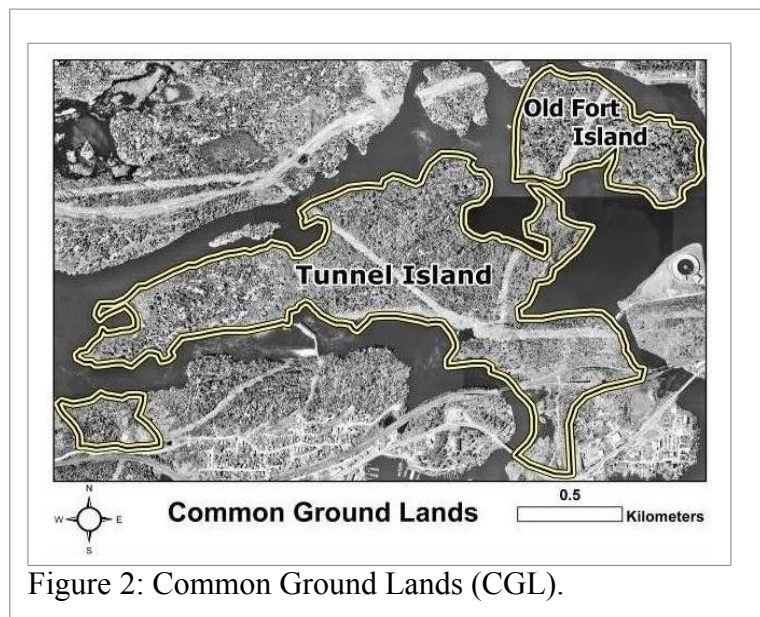 Old Fort
Island
Tunnel Island
N
W E
S
Common Ground Lands
0.5
Kilometers
Figure 2: Common Ground Lands (CGL).